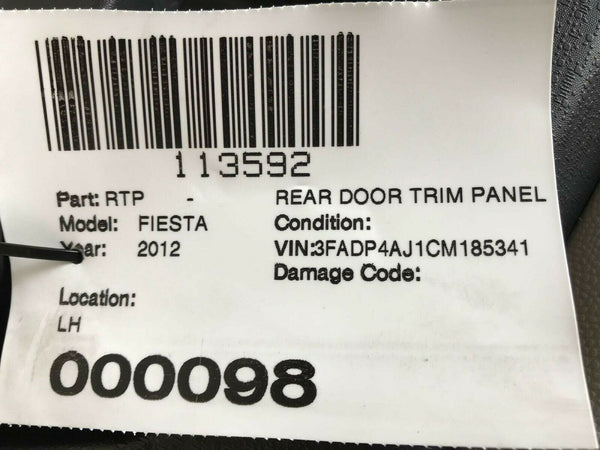 113592
Part: RTP - REAR DOOR TRIM PANEL
Model: FIESTA Condition:
Year: 2012 VIN:3FADP4AJ1CM185341
Damage Code:
Location:
LH
000098